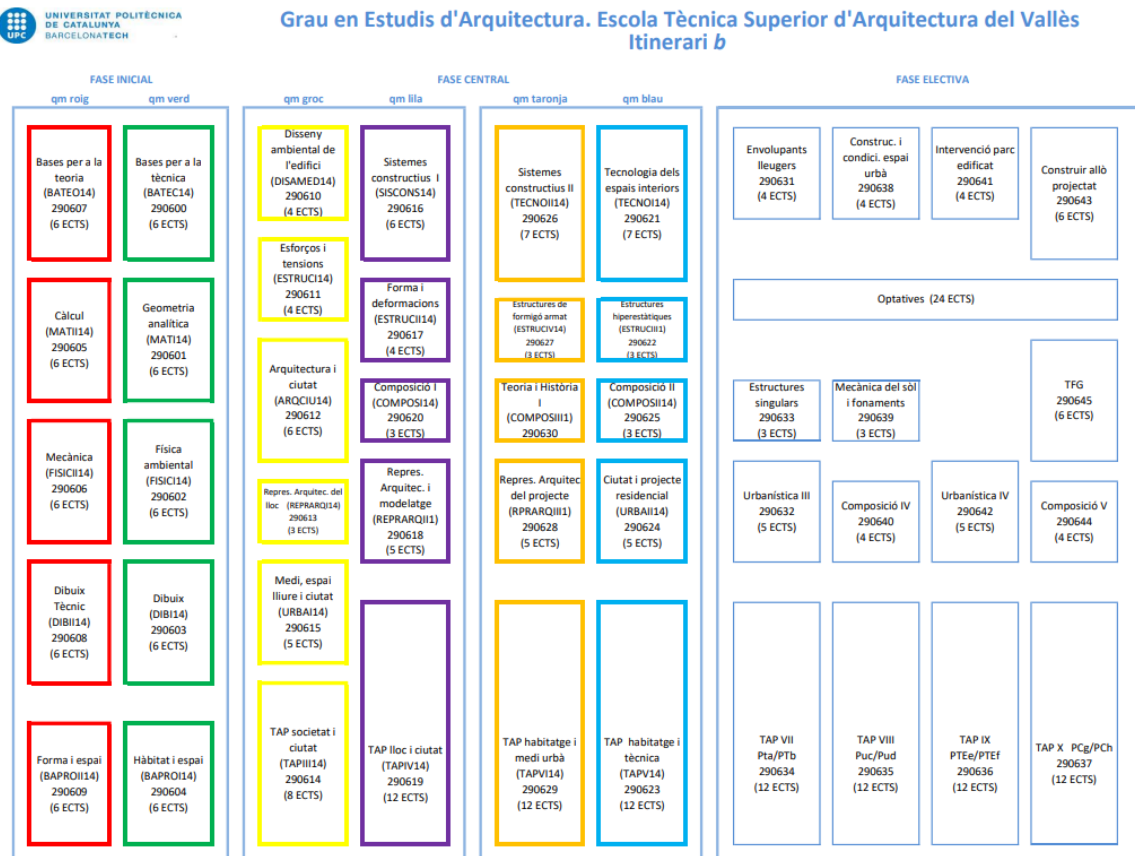 UNIVERSITAT POLITÈCNICA
DE CATALUNYA
BARCELONATECH
UPC
Grau en Estudis d'Arquitectura. Escola Tècnica Superior d'Arquitectura del Vallès
Itinerari b
FASE INICIAL
qm roig
qm verd
Bases per a la
teoria
(BATEO14)
290607
(6 ECTS)
Càlcul
(MATII14)
290605
(6 ECTS)
Mecànica
(FISICII14)
290606
(6 ECTS)
Dibuix
Tècnic
(DIBII14)
290608
(6 ECTS)
Forma i espai
(BAPROII14)
290609
(6 ECTS)
Bases per a la
tècnica
(BATEC14)
290600
(6 ECTS)
Geometria
analítica
(MATI14)
290601
(6 ECTS)
Física
ambiental
(FISICI14)
290602
(6 ECTS)
Dibuix
(DIBI14)
290603
(6 ECTS)
Hàbitat i espai
(BAPROI14)
290604
(6 ECTS)
FASE CENTRAL
qm groc
qm lila
qm taronja
qm blau
Disseny
ambiental de
l'edifici
(DISAMED14)
290610
(4 ECTS)
Esforços i
tensions
(ESTRUCI14)
290611
(4 ECTS)
Arquitectura i
ciutat
(ARQCIU14)
290612
(6 ECTS)
Repres. Arquitec. del
lloc (REPRARQI14)
290613
(3 ECTS)
Medi, espai
lliure i ciutat
(URBAI14)
290615
(5 ECTS)
TAP societat i
ciutat
(TAPIII14)
290614
(8 ECTS)
Sistemes
constructius I
(SISCONS14)
290616
(6 ECTS)
Forma i
deformacions
(ESTRUCII14)
290617
(4 ECTS)
Composició I
(COMPOSI14)
290620
(3 ECTS)
Repres.
Arquitec. i
modelatge
(REPRARQII1)
290618
(5 ECTS)
TAP lloc i ciutat
(TAPIV14)
290619
(12 ECTS)
Sistemes
constructius II
(TECNOII14)
290626
(7 ECTS)
Estructures de
formigó armat
(ESTRUCIV14)
290627
(3 ECTS)
Teoria i Història
I
(COMPOSIII1)
290630
Repres. Arquitec
del projecte
(RPRARQIII1)
290628
(5 ECTS)
TAP habitatge i
medi urbà
(TAPVI14)
290629
(12 ECTS)
Tecnologia dels
espais interiors
(TECNOI14)
290621
(7 ECTS)
Estructures
hiperestàtiques
(ESTRUCIII1)
290622
(3 ECTS)
Composició II
(COMPOSII14)
290625
(3 ECTS)
Ciutat i projecte
residencial
(URBAII14)
290624
(5 ECTS)
TAP habitatge i
tècnica
(TAPV14)
290623
(12 ECTS)
FASE ELECTIVA
Envolupants
lleugers
290631
(4 ECTS)
Construc. i
condici. espai
urbà
290638
(4 ECTS)
Intervenció parc
edificat
290641
(4 ECTS)
Construir allò
projectat
290643
(6 ECTS)
Optatives (24 ECTS)
Estructures
singulars
290633
(3 ECTS)
Mecànica del sòl
i fonaments
290639
(3 ECTS)
TFG
290645
(6 ECTS)
Urbanística III
290632
(5 ECTS)
Composició IV
290640
(4 ECTS)
Urbanística IV
290642
(5 ECTS)
Composició V
290644
(4 ECTS)
TAP VII
Pta/PTb
290634
(12 ECTS)
TAP VIII
Puc/Pud
290635
(12 ECTS)
TAP IX
PTEe/PTEf
290636
(12 ECTS)
TAP X PCg/PCh
290637
(12 ECTS)